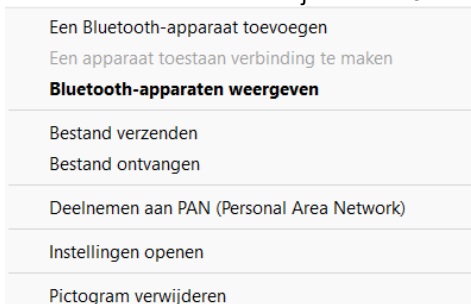 Een Bluetooth-apparaat toevoegen
Een apparaat toestaan verbinding te maken
Bluetooth-apparaten weergeven
Bestand verzenden
Bestand ontvangen
Deelnemen aan PAN (Personal Area Network)
Instellingen openen
Pictogram verwijderen